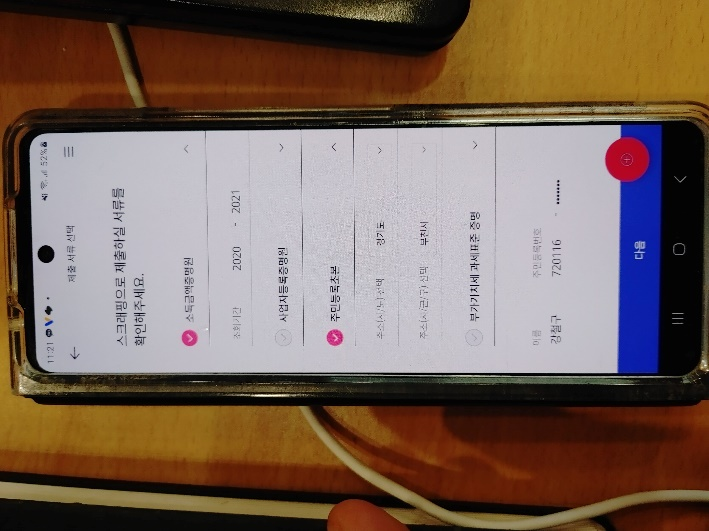 11:21
52%
제출 서류 선택
스크래핑으로 제출하실 서류를
확인해주세요.
소득금액증명원
조회기간 2020 - 2021
사업자등록증명원
주민등록초본
주소(시/도) 선택 경기도
주소(시/군/구) 선택 부천시
부가가치세 과세표준 증명
이름 주민등록번호
강철구 720116 - •••••••
다음